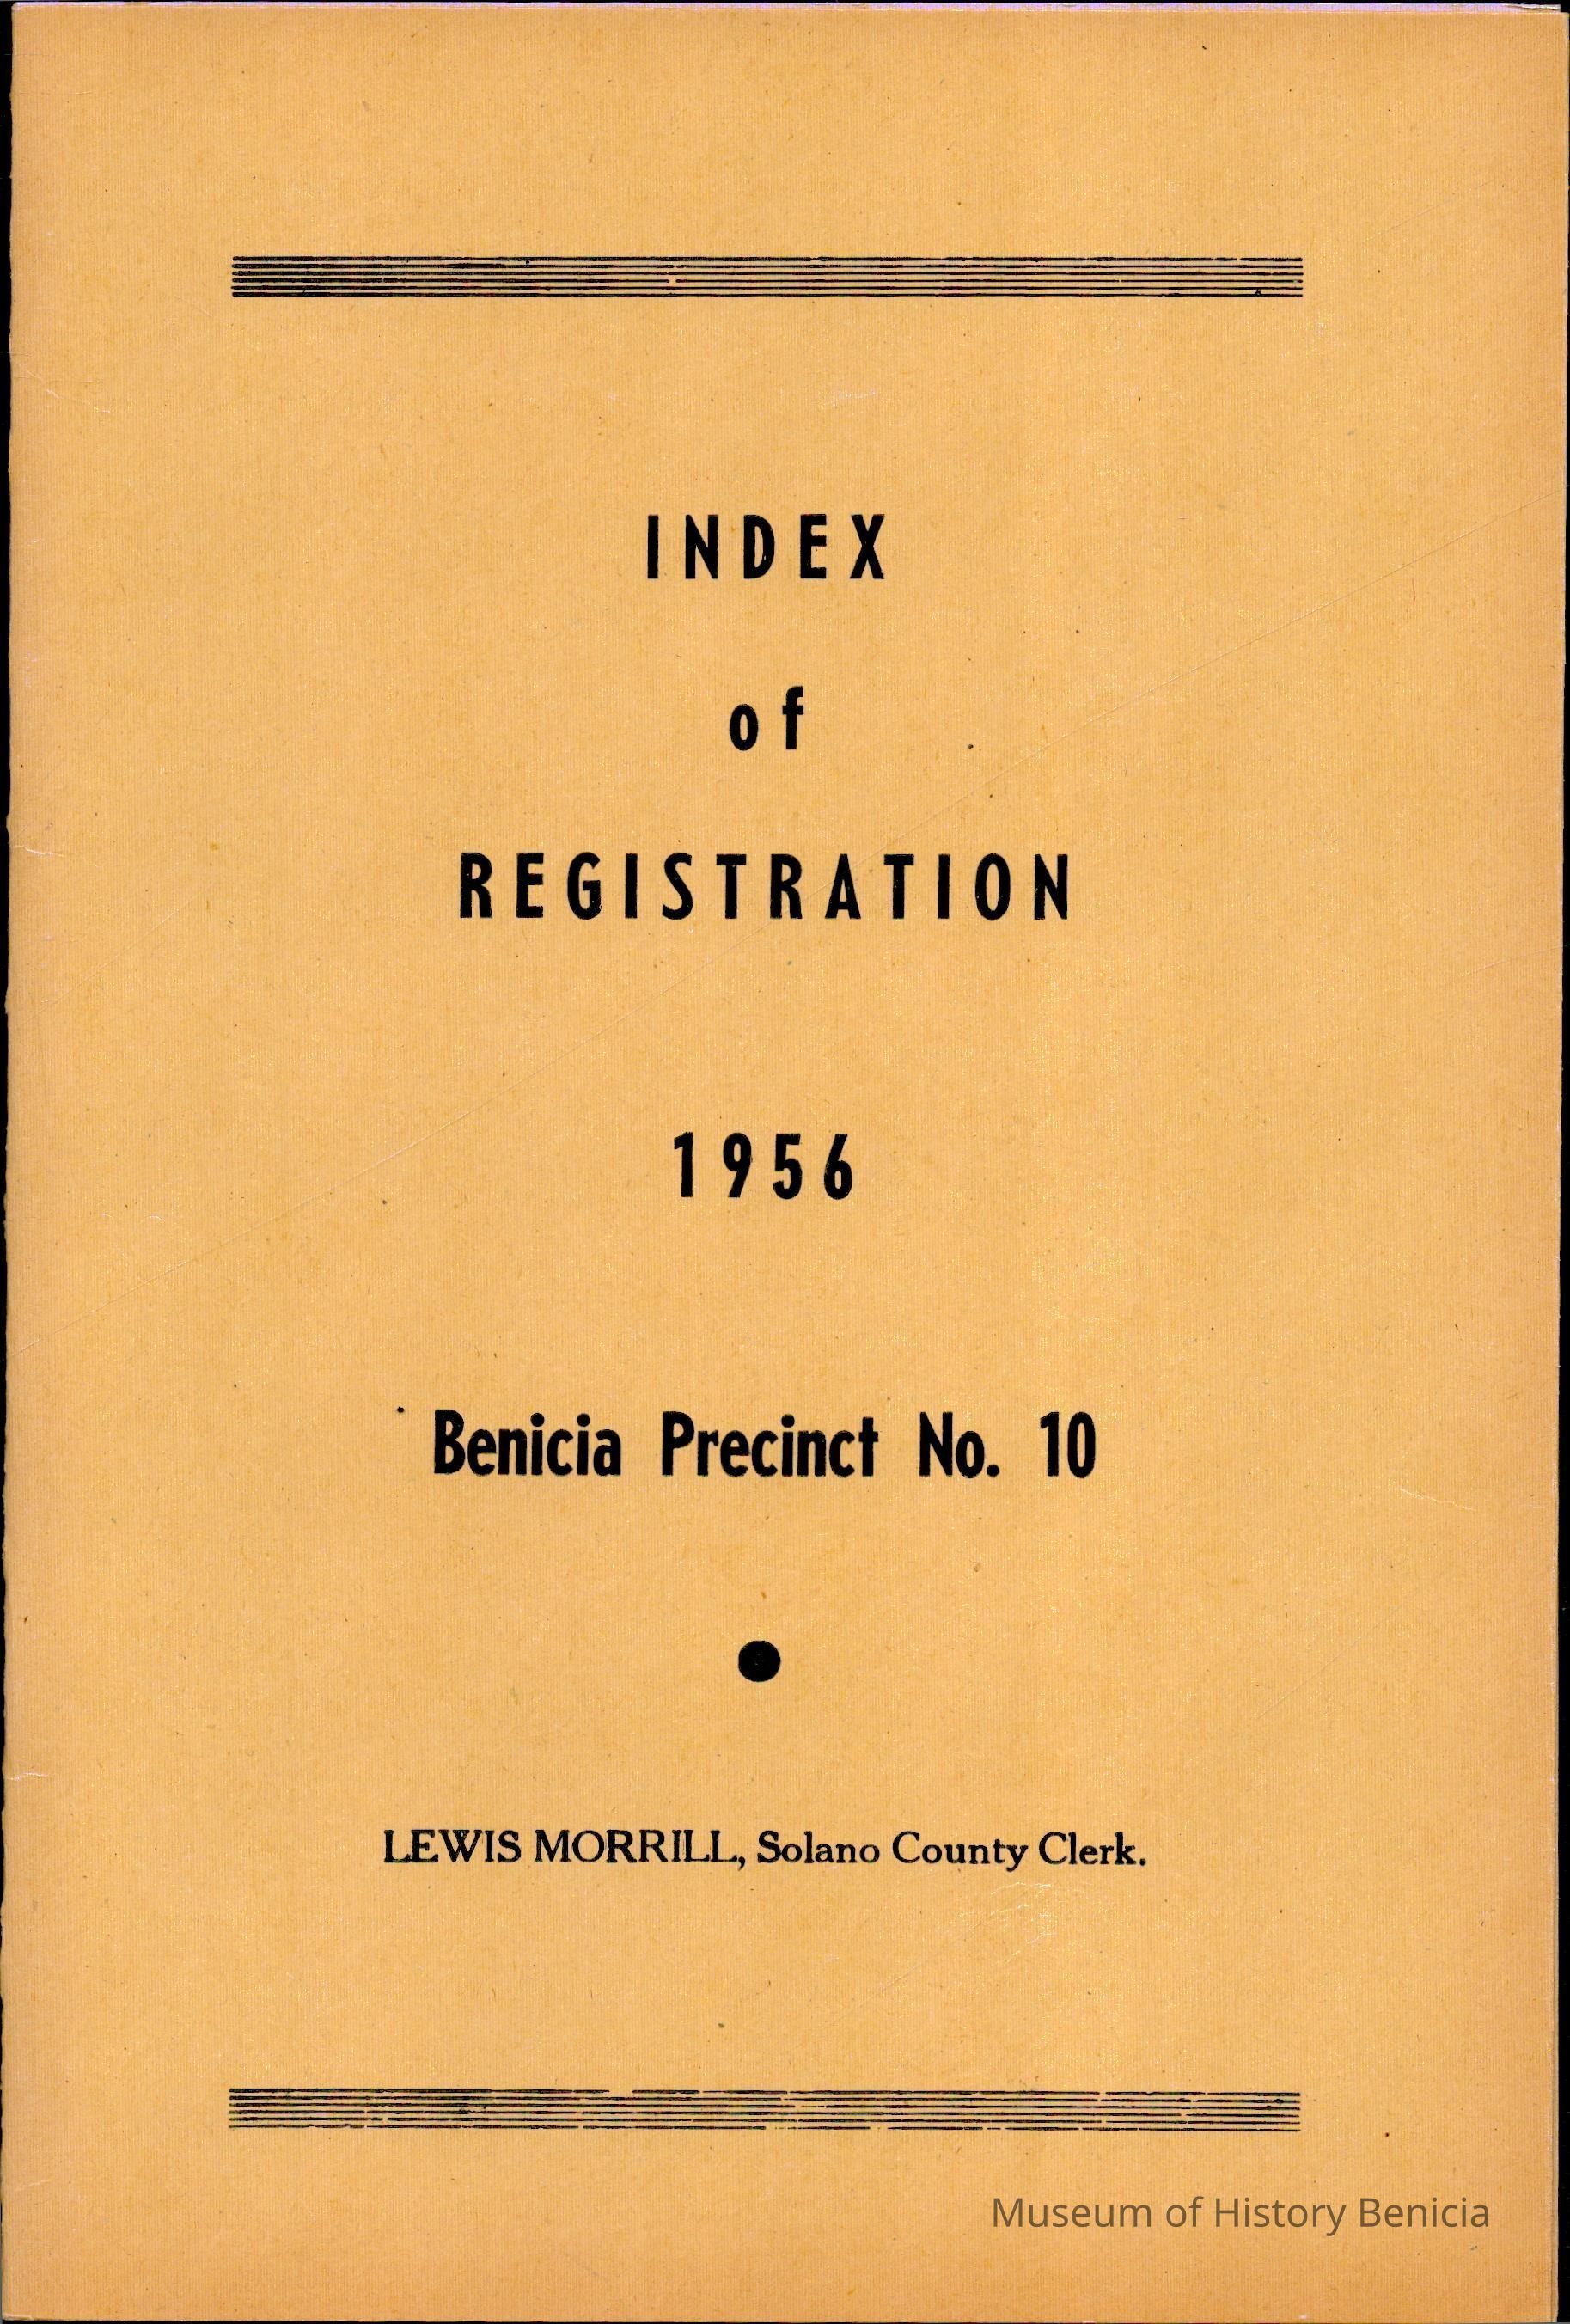 INDEX
of
REGISTRATION
1956
Benicia Precinct No. 10
LEWIS MORRILL, Solano County Clerk.
Museum of History Benicia